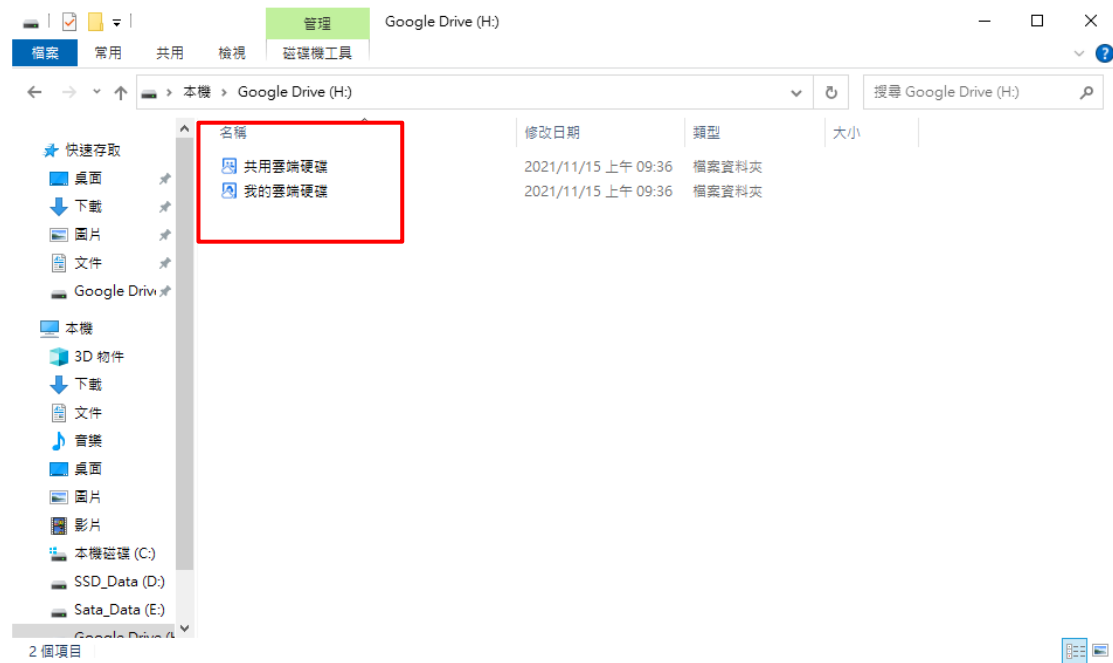 管理 Google Drive (H:)
檔案 常用 共用 檢視 磁碟機工具
本機 › Google Drive (H:) 搜尋 Google Drive (H:)
名稱 修改日期 類型 大小
共用雲端硬碟 2021/11/15 上午 09:36 檔案資料夾
我的雲端硬碟 2021/11/15 上午 09:36 檔案資料夾
快速存取
桌面
下載
圖片
文件
Google Driv
本機
3D 物件
下載
文件
音樂
桌面
圖片
影片
本機磁碟 (C:)
SSD_Data (D:)
Sata_Data (E:)
Google Drive (H
2 個項目